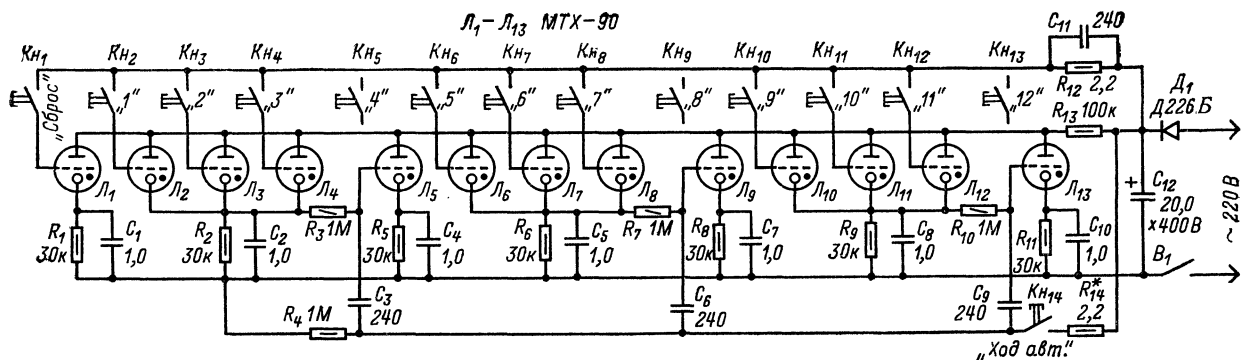 Л₁–Л₁₃ МТХ-90
C₁₁ 240
Кн₁ Кн₂ Кн₃ Кн₄ Кн₅ Кн₆ Кн₇ Кн₈ Кн₉ Кн₁₀ Кн₁₁ Кн₁₂ Кн₁₃
„Сброс" „1" „2" „3" „4" „5" „6" „7" „8" „9" „10" „11" „12"
R₁₂ 2,2
R₁₃ 100к
Д₁
Д226Б
Л₁ Л₂ Л₃ Л₄ Л₅ Л₆ Л₇ Л₈ Л₉ Л₁₀ Л₁₁ Л₁₂ Л₁₃
R₁ 30к
C₁ 1,0
R₂ 30к
C₂ 1,0
R₃ 1М
R₅ 30к
C₄ 1,0
R₆ 30к
C₅ 1,0
R₇ 1М
R₈ 30к
C₇ 1,0
R₉ 30к
C₈ 1,0
R₁₀ 1М
R₁₁ 30к
C₁₀ 1,0
+ C₁₂
20,0
×400В
~ 220В
В₁
R₄ 1М
C₃ 240
C₆ 240
C₉ 240
Кн₁₄
R₁₄* 2,2
„Ход авт."